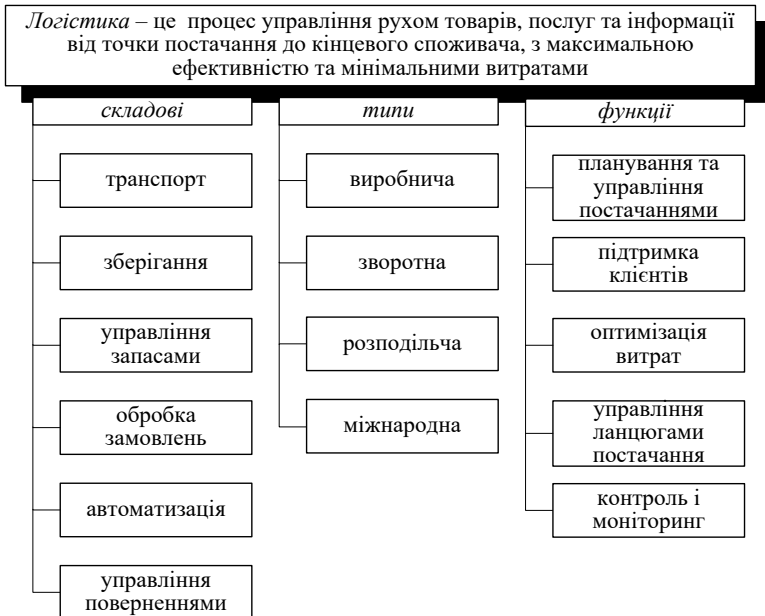 Логістика – це процес управління рухом товарів, послуг та інформації
від точки постачання до кінцевого споживача, з максимальною
ефективністю та мінімальними витратами
складові
транспорт
зберігання
управління
запасами
обробка
замовлень
автоматизація
управління
поверненнями
типи
виробнича
зворотна
розподільча
міжнародна
функції
планування та
управління
постачаннями
підтримка
клієнтів
оптимізація
витрат
управління
ланцюгами
постачання
контроль і
моніторинг